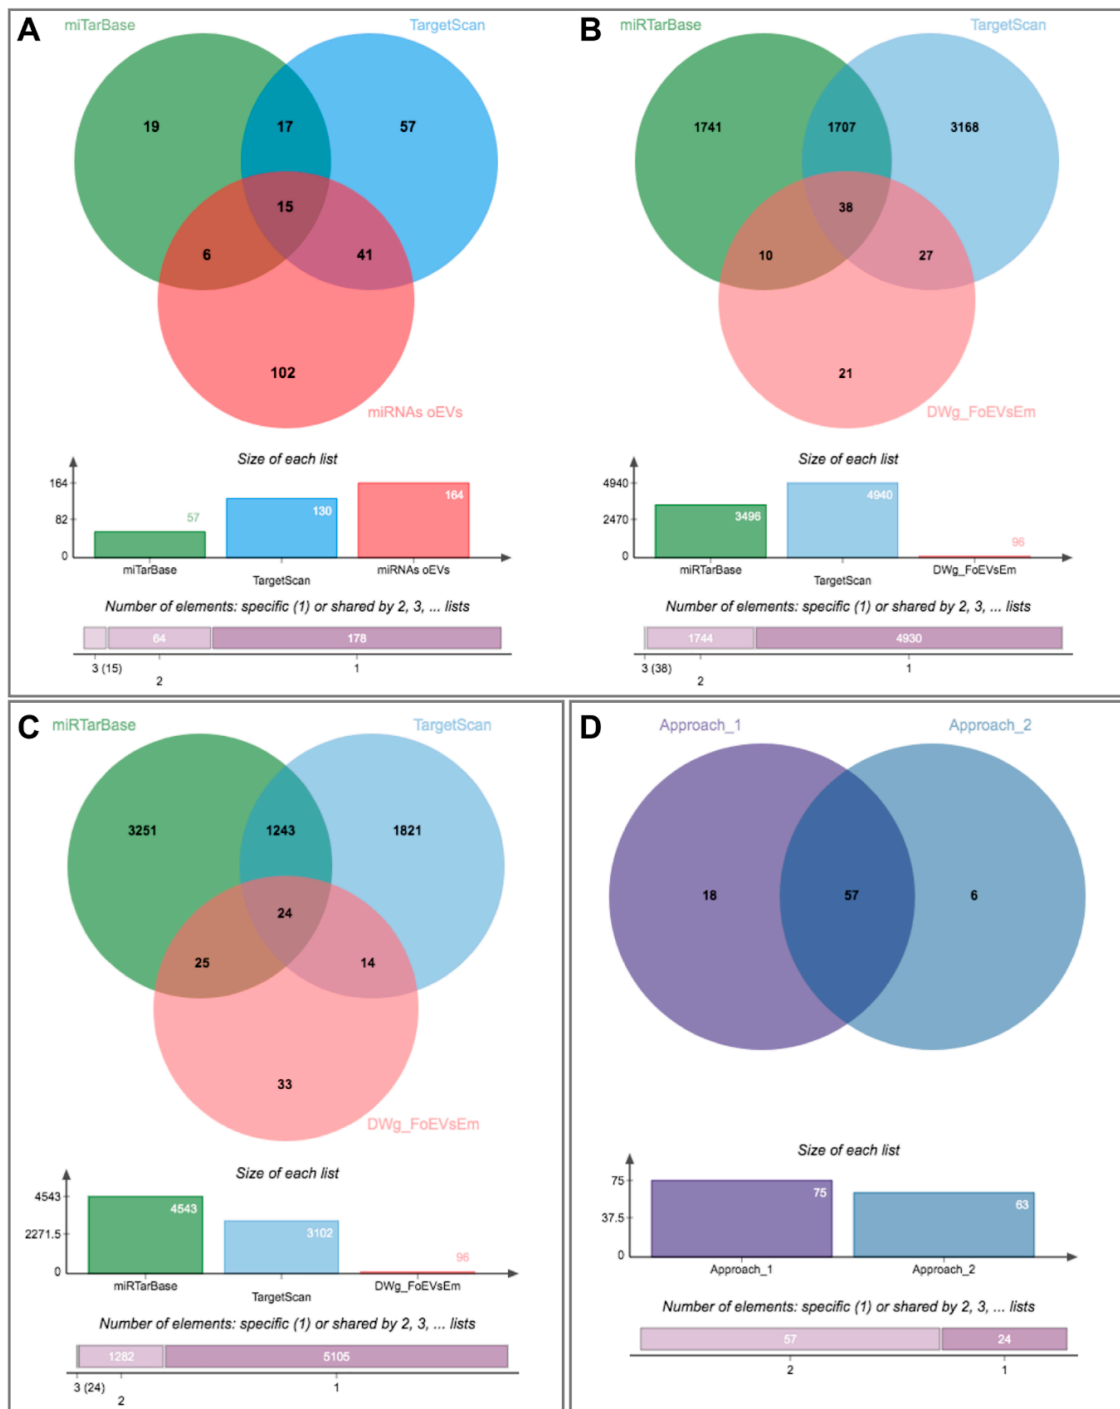 A
miTarBase
TargetScan
19
17
57
15
6
41
102
miRNAs oEVs
Size of each list
164
82
0
57
130
164
miTarBase
TargetScan
miRNAs oEVs
Number of elements: specific (1) or shared by 2, 3, ... lists
64
178
3 (15)
2
1
B
miRTarBase
TargetScan
1741
1707
3168
38
10
27
21
DWg_FoEVsEm
Size of each list
4940
2470
0
3496
4940
96
miRTarBase
TargetScan
DWg_FoEVsEm
Number of elements: specific (1) or shared by 2, 3, ... lists
1744
4930
3 (38)
2
1
C
miRTarBase
TargetScan
3251
1243
1821
24
25
14
33
DWg_FoEVsEm
Size of each list
4543
2271.5
0
4543
3102
96
miRTarBase
TargetScan
DWg_FoEVsEm
Number of elements: specific (1) or shared by 2, 3, ... lists
1282
5105
3 (24)
2
1
D
Approach_1
Approach_2
18
57
6
Size of each list
75
37.5
0
75
63
Approach_1
Approach_2
Number of elements: specific (1) or shared by 2, 3, ... lists
57
24
2
1